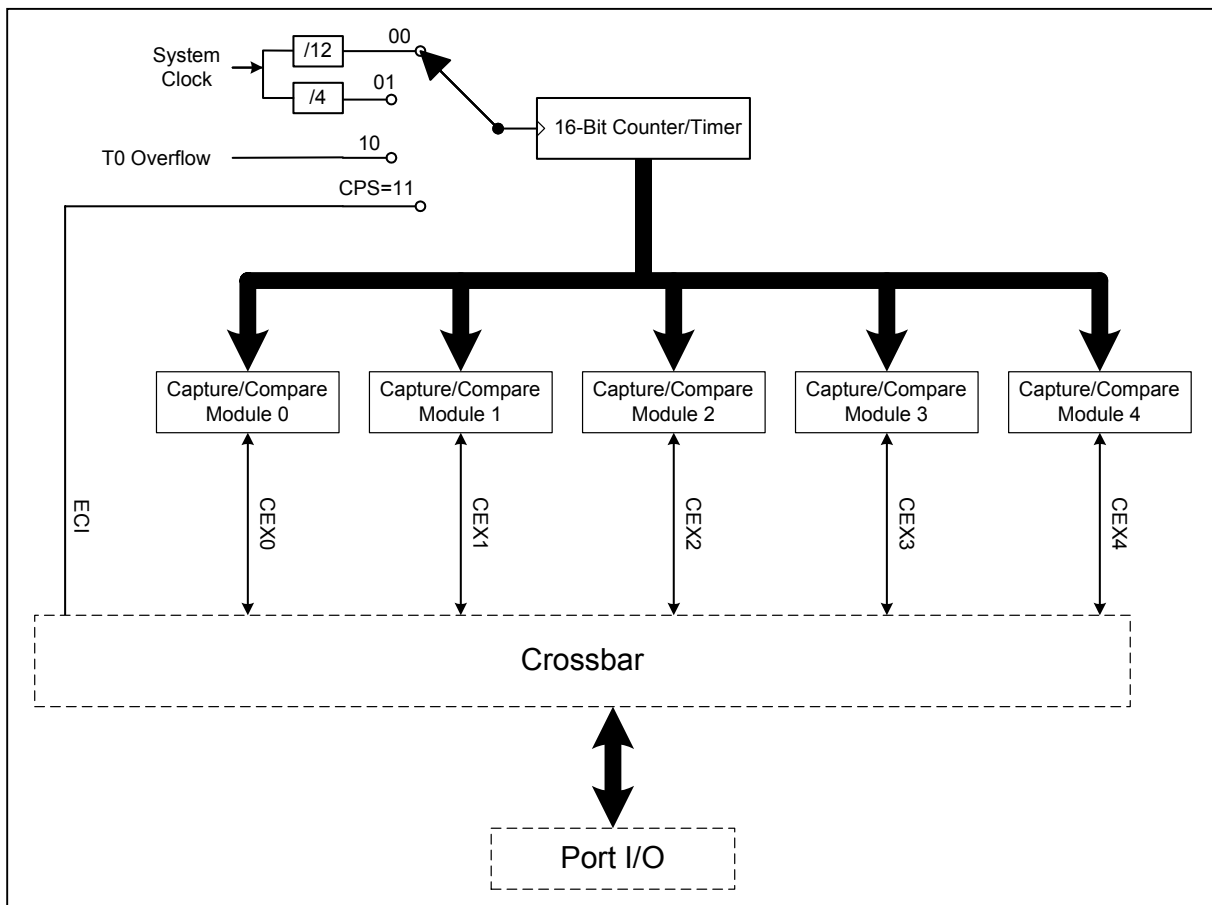 System
Clock
/12
00
/4
01
16-Bit Counter/Timer
T0 Overflow
10
CPS=11
Capture/Compare
Module 0
Capture/Compare
Module 1
Capture/Compare
Module 2
Capture/Compare
Module 3
Capture/Compare
Module 4
ECI
CEX0
CEX1
CEX2
CEX3
CEX4
Crossbar
Port I/O